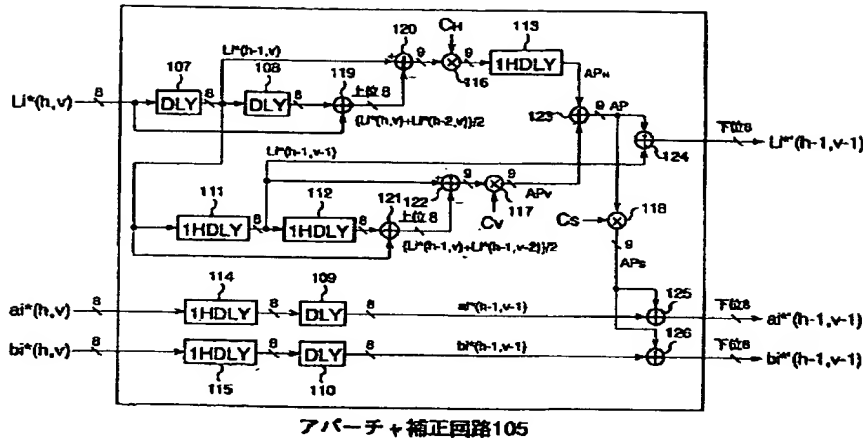 120
CH
113
Li*(h-1,v)
107
108
119
9
9
1HDLY
116
APH
Li*(h,v)
8
DLY
8
DLY
8
上位 8
{Li*(h,v)+Li*(h-2,v)}/2
123
9
AP
下位8
Li*'(h-1,v-1)
124
Li*(h-1,v-1)
111
112
121
122
9
9
APV
117
118
CS
1HDLY
8
1HDLY
8
上位 8
CV
{Li*(h-1,v)+Li*(h-1,v-2)}/2
9
APS
114
109
125
ai*(h,v)
8
1HDLY
8
DLY
8
ai*(h-1,v-1)
下位8
ai*'(h-1,v-1)
126
bi*(h,v)
8
1HDLY
8
DLY
8
bi*(h-1,v-1)
下位8
bi*'(h-1,v-1)
115
110
アパーチャ補正回路105